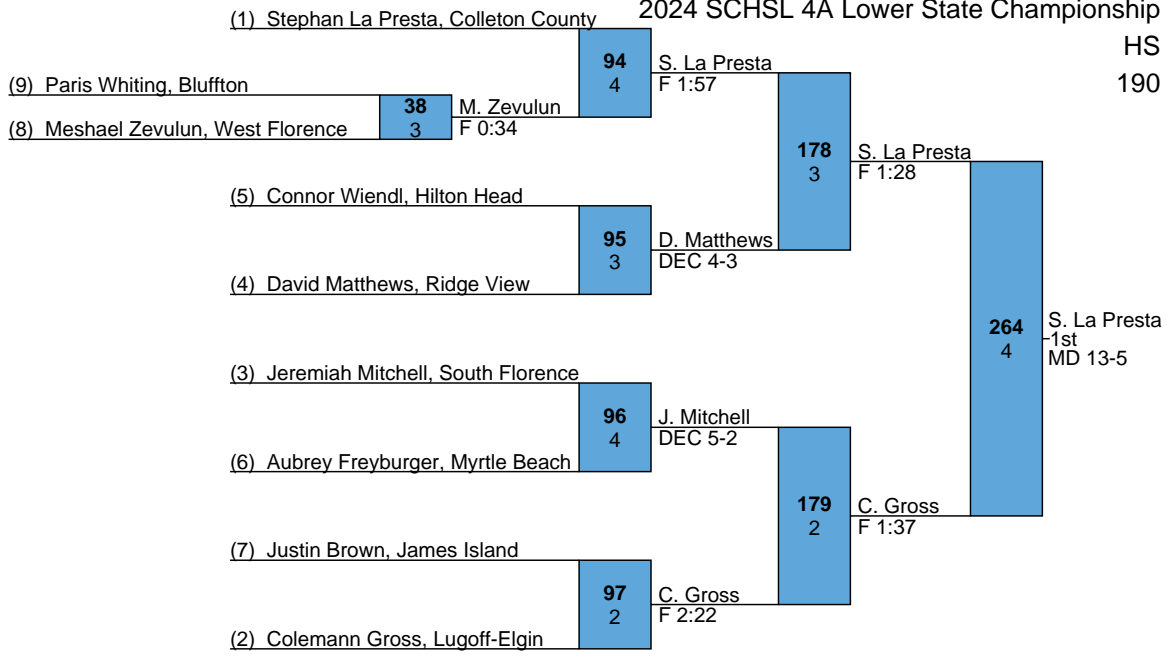 2024 SCHSL 4A Lower State Championship
HS
190
(1) Stephan La Presta, Colleton County
94
4
S. La Presta
F 1:57
(9) Paris Whiting, Bluffton
38
3
M. Zevulun
F 0:34
(8) Meshael Zevulun, West Florence
178
3
S. La Presta
F 1:28
(5) Connor Wiendl, Hilton Head
95
3
D. Matthews
DEC 4-3
(4) David Matthews, Ridge View
264
4
S. La Presta
1st
MD 13-5
(3) Jeremiah Mitchell, South Florence
96
4
J. Mitchell
DEC 5-2
(6) Aubrey Freyburger, Myrtle Beach
179
2
C. Gross
F 1:37
(7) Justin Brown, James Island
97
2
C. Gross
F 2:22
(2) Colemann Gross, Lugoff-Elgin